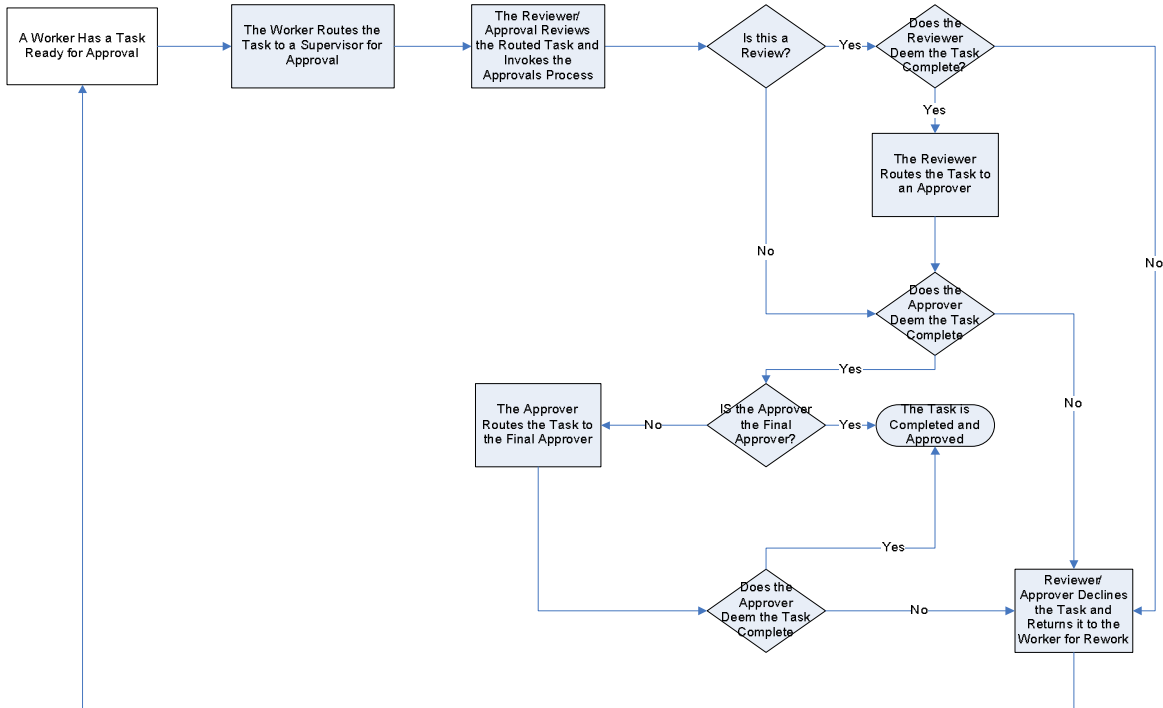 A Worker Has a Task
Ready for Approval
The Worker Routes the
Task to a Supervisor for
Approval
The Reviewer/
Approval Reviews
the Routed Task and
Invokes the
Approvals Process
Is this a
Review?
Yes
Does the
Reviewer
Deem the Task
Complete?
Yes
The Reviewer
Routes the Task to
an Approver
No
No
Does the
Approver
Deem the Task
Complete
Yes
No
The Approver
Routes the Task to
the Final Approver
No
IS the Approver
the Final
Approver?
Yes
The Task is
Completed and
Approved
Yes
Does the
Approver
Deem the Task
Complete
No
Reviewer/
Approver Declines
the Task and
Returns it to the
Worker for Rework